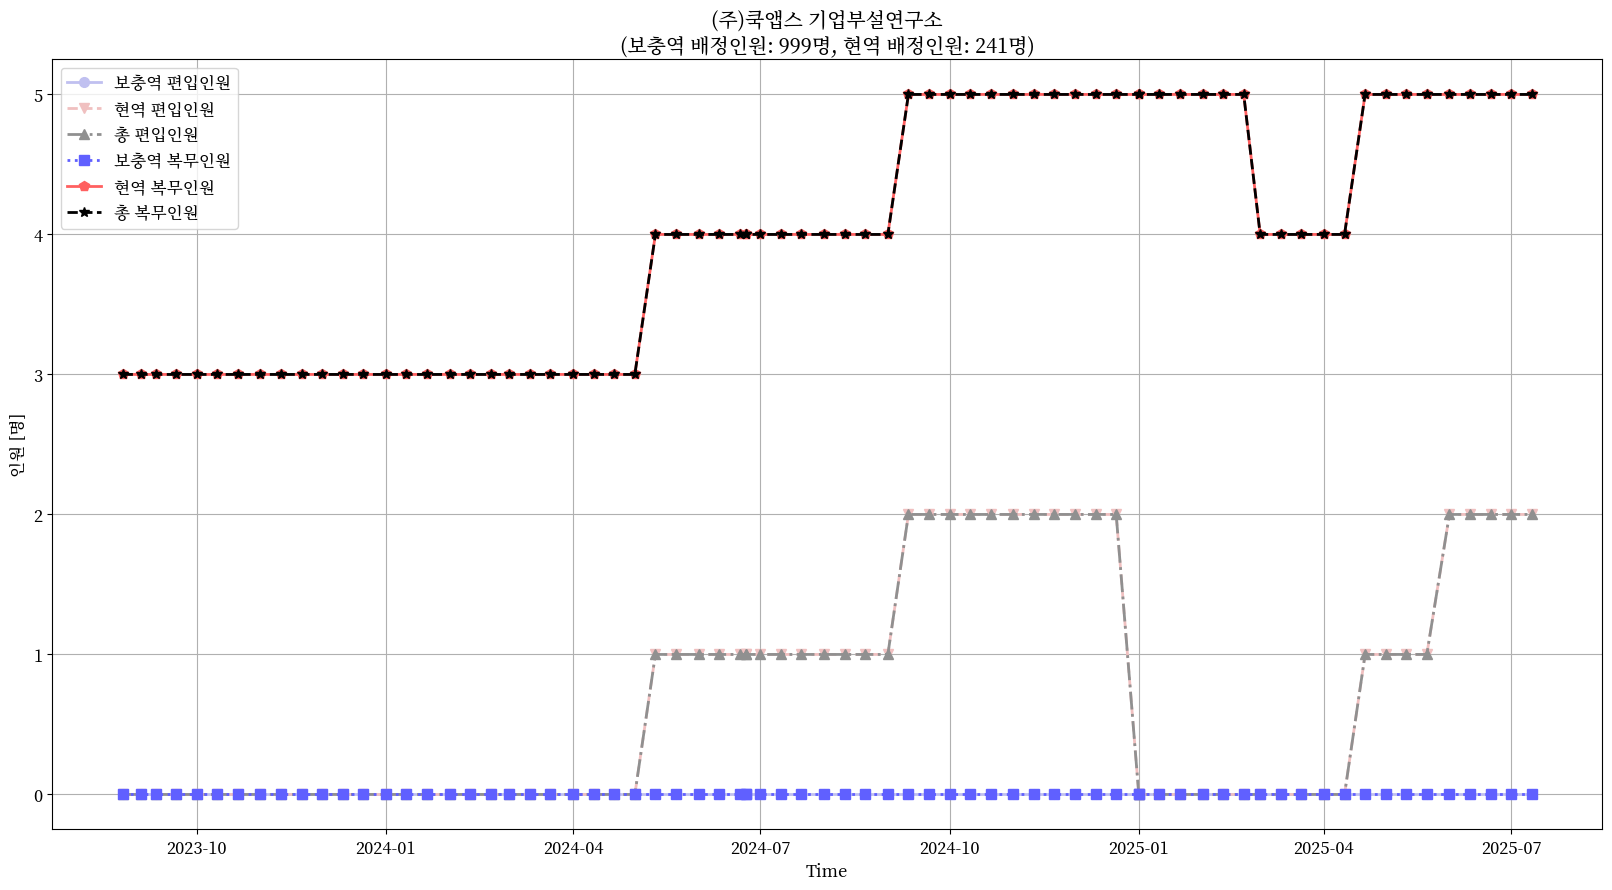 (주)쿡앱스 기업부설연구소
(보충역 배정인원: 999명, 현역 배정인원: 241명)
보충역 편입인원
현역 편입인원
총 편입인원
보충역 복무인원
현역 복무인원
총 복무인원
5
4
3
2
1
0
인원 [명]
2023-10
2024-01
2024-04
2024-07
2024-10
2025-01
2025-04
2025-07
Time